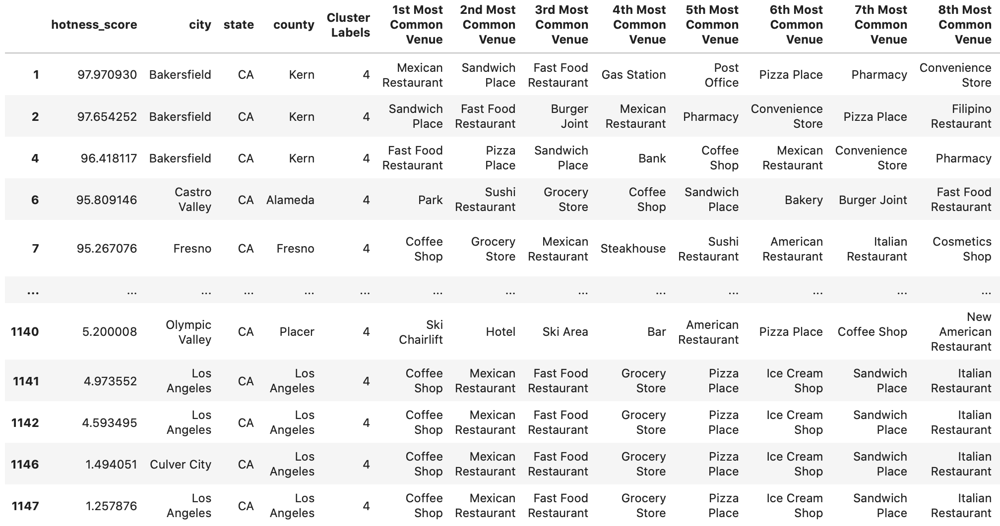 hotness_score city state county Cluster Labels 1st Most Common Venue 2nd Most Common Venue 3rd Most Common Venue 4th Most Common Venue 5th Most Common Venue 6th Most Common Venue 7th Most Common Venue 8th Most Common Venue
1 97.970930 Bakersfield CA Kern 4 Mexican Restaurant Sandwich Place Fast Food Restaurant Gas Station Post Office Pizza Place Pharmacy Convenience Store
2 97.654252 Bakersfield CA Kern 4 Sandwich Place Fast Food Restaurant Burger Joint Mexican Restaurant Pharmacy Convenience Store Pizza Place Filipino Restaurant
4 96.418117 Bakersfield CA Kern 4 Fast Food Restaurant Pizza Place Sandwich Place Bank Coffee Shop Mexican Restaurant Convenience Store Pharmacy
6 95.809146 Castro Valley CA Alameda 4 Park Sushi Restaurant Grocery Store Coffee Shop Sandwich Place Bakery Burger Joint Fast Food Restaurant
7 95.267076 Fresno CA Fresno 4 Coffee Shop Grocery Store Mexican Restaurant Steakhouse Sushi Restaurant American Restaurant Italian Restaurant Cosmetics Shop
... ... ... ... ... ... ... ... ... ... ... ... ... ...
1140 5.200008 Olympic Valley CA Placer 4 Ski Chairlift Hotel Ski Area Bar American Restaurant Pizza Place Coffee Shop New American Restaurant
1141 4.973552 Los Angeles CA Los Angeles 4 Coffee Shop Mexican Restaurant Fast Food Restaurant Grocery Store Pizza Place Ice Cream Shop Sandwich Place Italian Restaurant
1142 4.593495 Los Angeles CA Los Angeles 4 Coffee Shop Mexican Restaurant Fast Food Restaurant Grocery Store Pizza Place Ice Cream Shop Sandwich Place Italian Restaurant
1146 1.494051 Culver City CA Los Angeles 4 Coffee Shop Mexican Restaurant Fast Food Restaurant Grocery Store Pizza Place Ice Cream Shop Sandwich Place Italian Restaurant
1147 1.257876 Los Angeles CA Los Angeles 4 Coffee Shop Mexican Restaurant Fast Food Restaurant Grocery Store Pizza Place Ice Cream Shop Sandwich Place Italian Restaurant